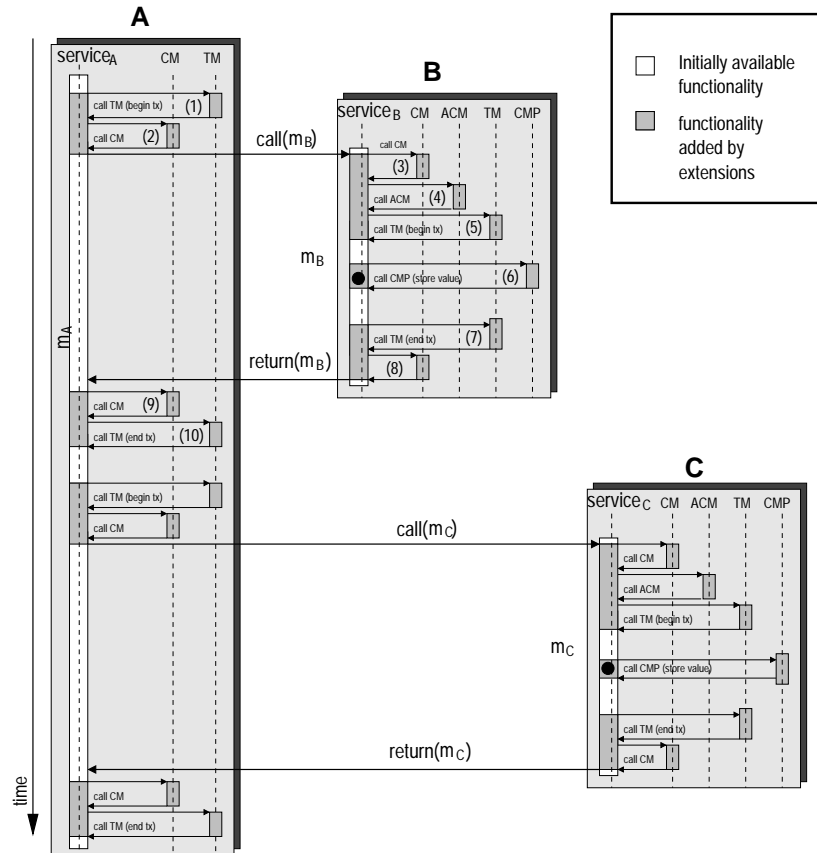 A
service_A CM TM
call TM (begin tx) (1)
(2)
call CM
call(m_B)
m_A
call CM (9)
call TM (end tx) (10)
call TM (begin tx)
call CM
call(m_C)
call CM
call TM (end tx)
time
B
service_B CM ACM TM CMP
call CM
(3)
(4)
call ACM
call TM (begin tx) (5)
m_B
call CMP (store value) (6)
call TM (end tx) (7)
(8)
return(m_B)
C
service_C CM ACM TM CMP
call CM
call ACM
call TM (begin tx)
m_C
call CMP (store value)
call TM (end tx)
call CM
return(m_C)
Initially available
functionality
functionality
added by
extensions